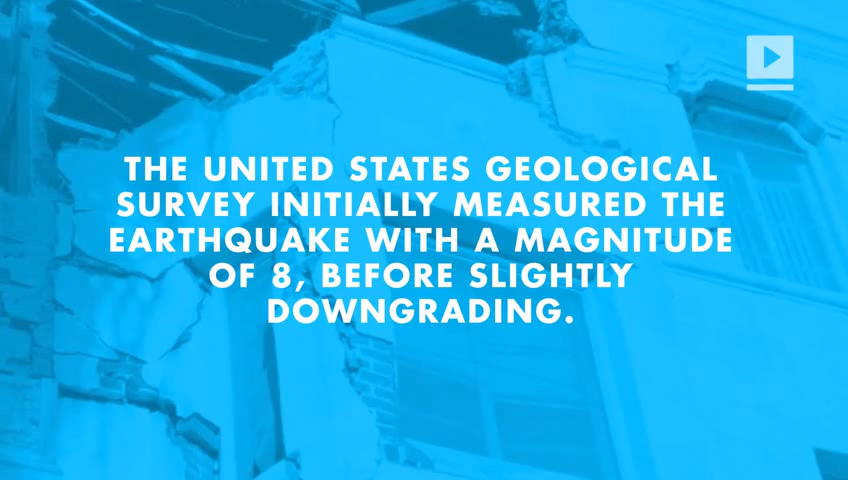 THE UNITED STATES GEOLOGICAL
SURVEY INITIALLY MEASURED THE
EARTHQUAKE WITH A MAGNITUDE
OF 8, BEFORE SLIGHTLY
DOWNGRADING.